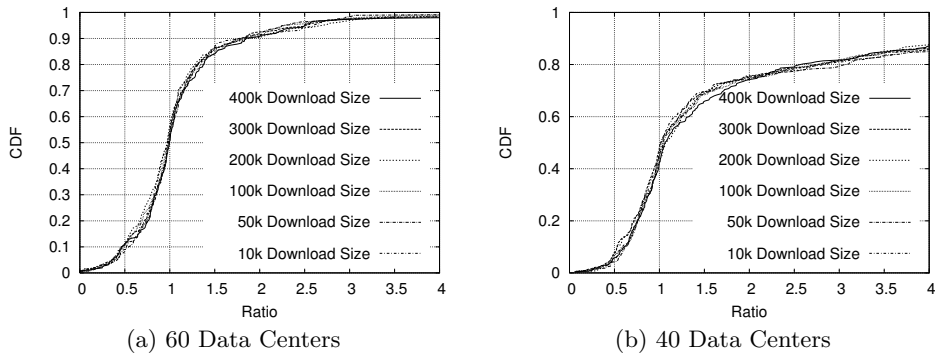 1
0.9
0.8
0.7
0.6
0.5
0.4
0.3
0.2
0.1
0
CDF
400k Download Size
300k Download Size
200k Download Size
100k Download Size
50k Download Size
10k Download Size
0 0.5 1 1.5 2 2.5 3 3.5 4
Ratio
(a) 60 Data Centers
1
0.8
0.6
0.4
0.2
0
CDF
400k Download Size
300k Download Size
200k Download Size
100k Download Size
50k Download Size
10k Download Size
0 0.5 1 1.5 2 2.5 3 3.5 4
Ratio
(b) 40 Data Centers